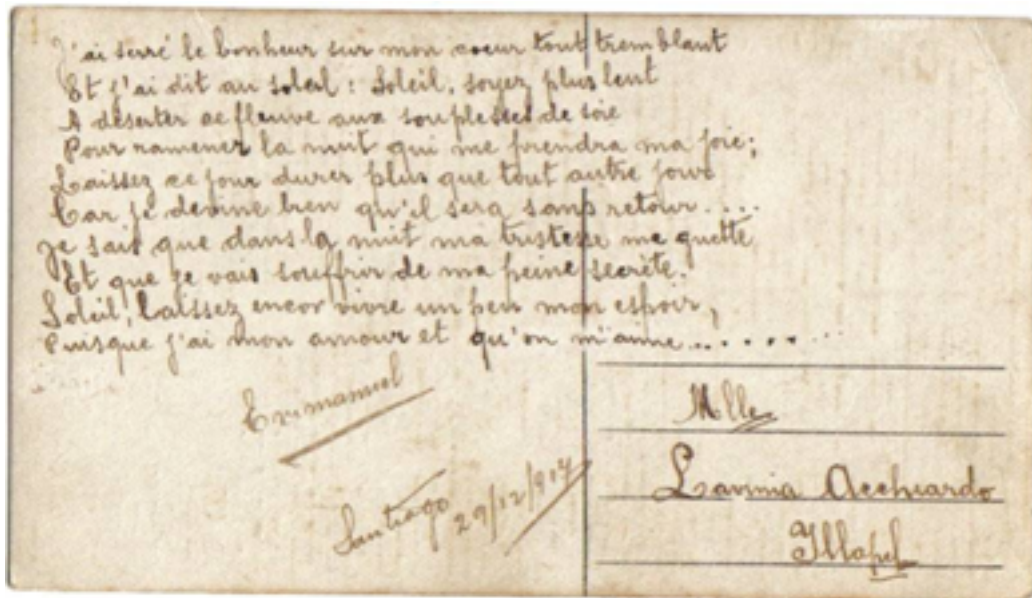 J'ai serré le bonheur sur mon coeur tout tremblant
Et j'ai dit au soleil : Soleil, soyez plus lent
A déserter ce fleuve aux souplesses de soie
Pour ramener la nuit qui me prendra ma joie;
Laissez ce jour durer plus que tout autre jour
Car je devine bien qu'il sera sans retour....
Je sais que dans la nuit ma tristesse me guette
Et que je vais souffrir de ma peine secrète.
Soleil, laissez encor vivre un peu mon espoir,
Puisque j'ai mon amour et qu'on m'aime..........
Emmanuel
Santiago 29/12/917
Mlle
Lavinia Acchiardo
Illapel